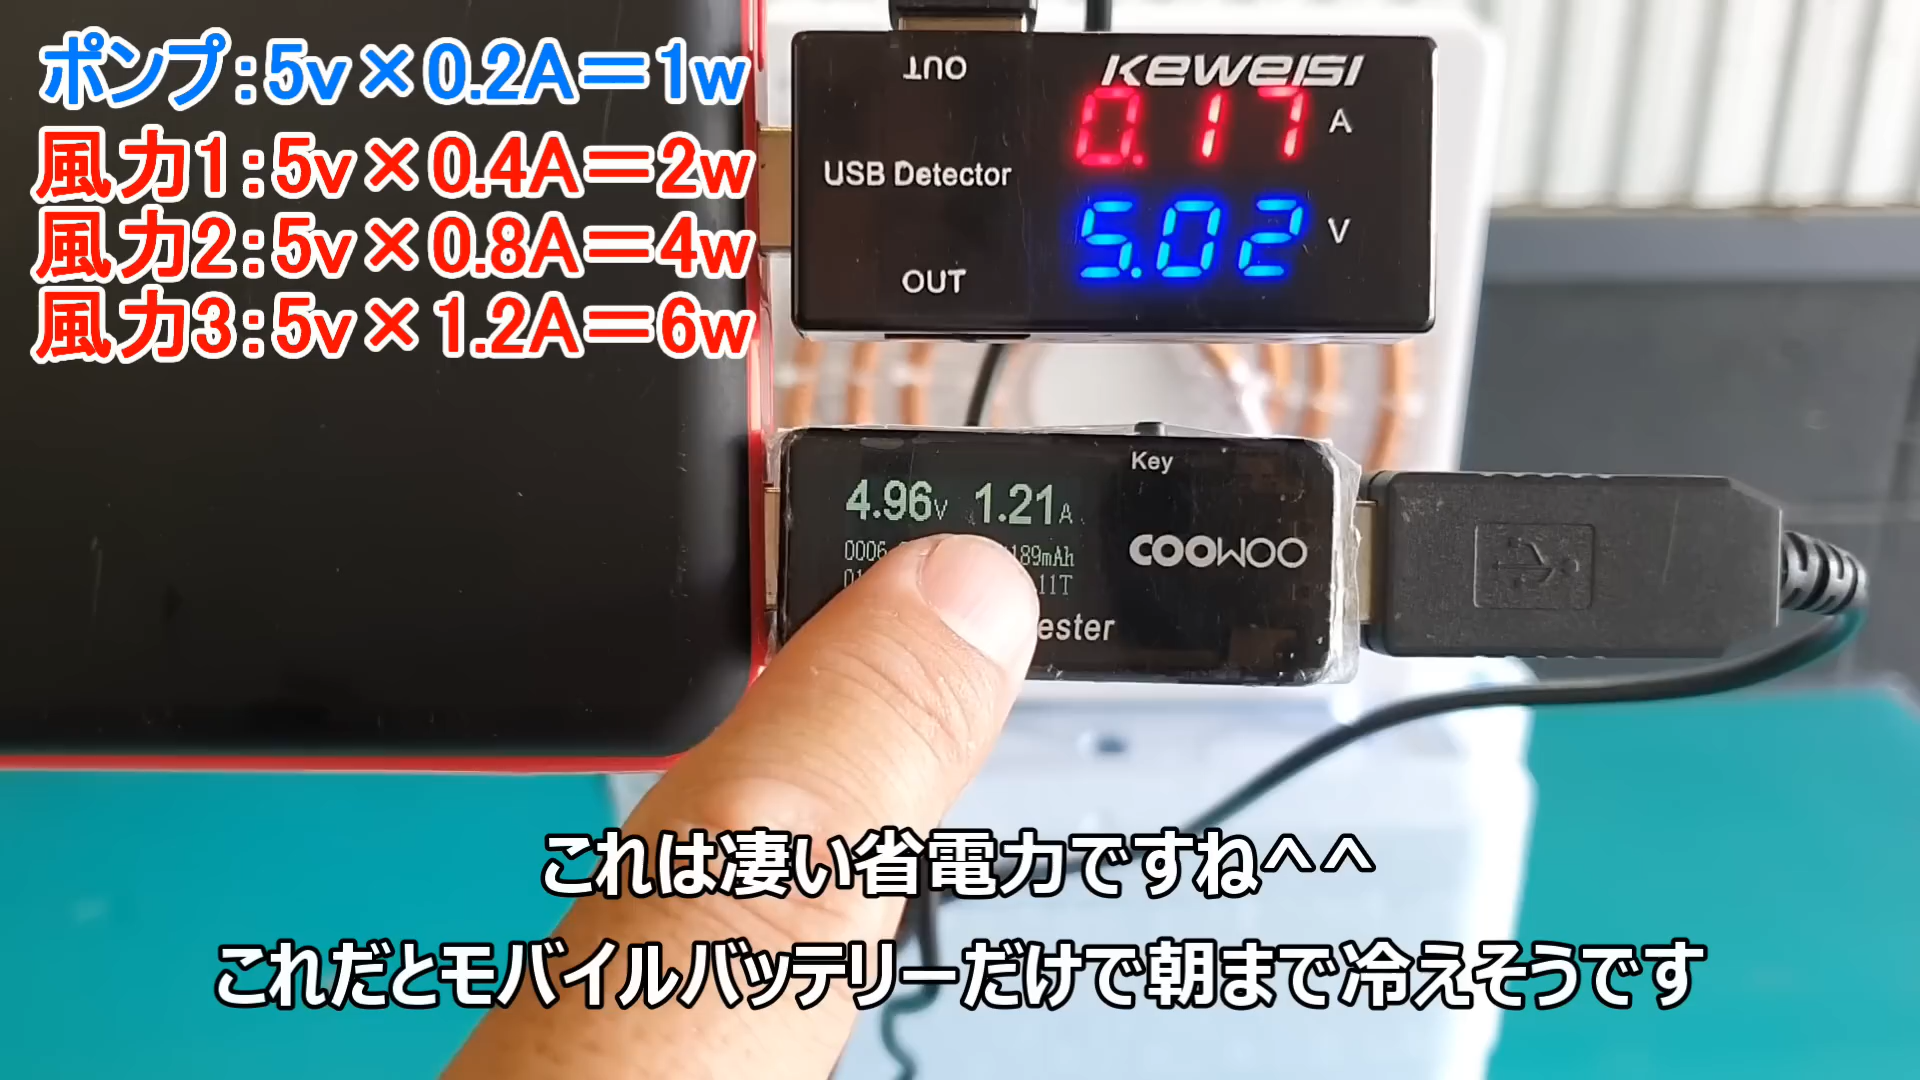 ポンプ：5v×0.2A＝1w
風力1：5v×0.4A＝2w
風力2：5v×0.8A＝4w
風力3：5v×1.2A＝6w
OUT
KEWEISI
0.17 A
USB Detector
5.02 V
OUT
Key
4.96V 1.21A
COOWOO
これは凄い省電力ですね^^
これだとモバイルバッテリーだけで朝まで冷えそうです